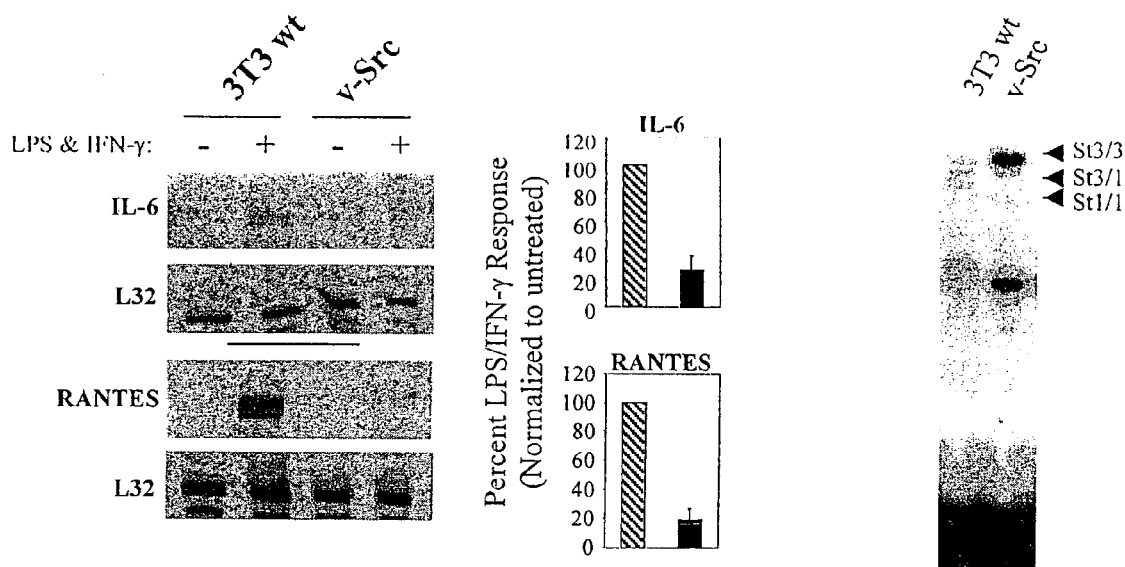 3T3 wt
v-Src
LPS & IFN-γ:
-
+
-
+
IL-6
L32
RANTES
L32
Percent LPS/IFN-γ Response
(Normalized to untreated)
IL-6
120
100
80
60
40
20
0
RANTES
120
100
80
60
40
20
0
3T3 wt
v-Src
St3/3
St3/1
St1/1